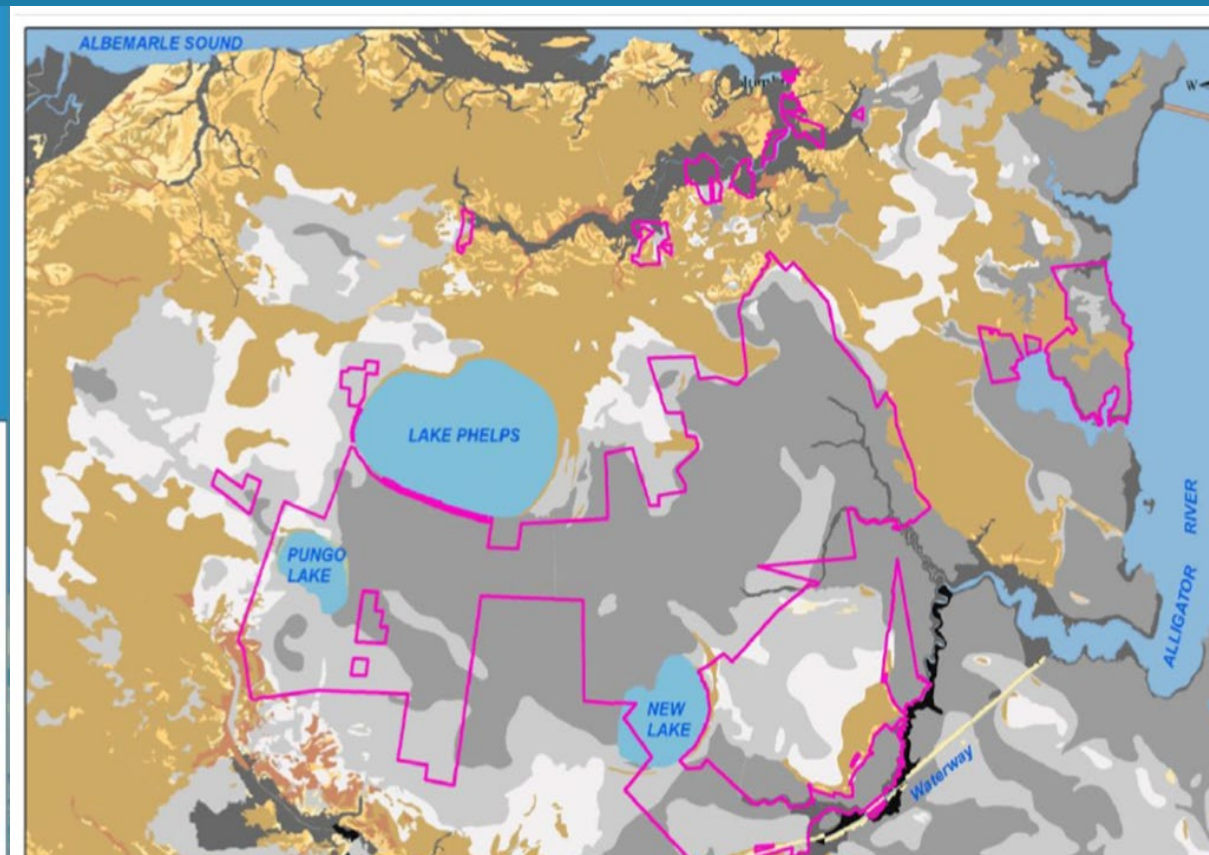 ALBEMARLE SOUND
W
LAKE PHELPS
PUNGO
LAKE
ALLIGATOR RIVER
NEW
LAKE
Waterway